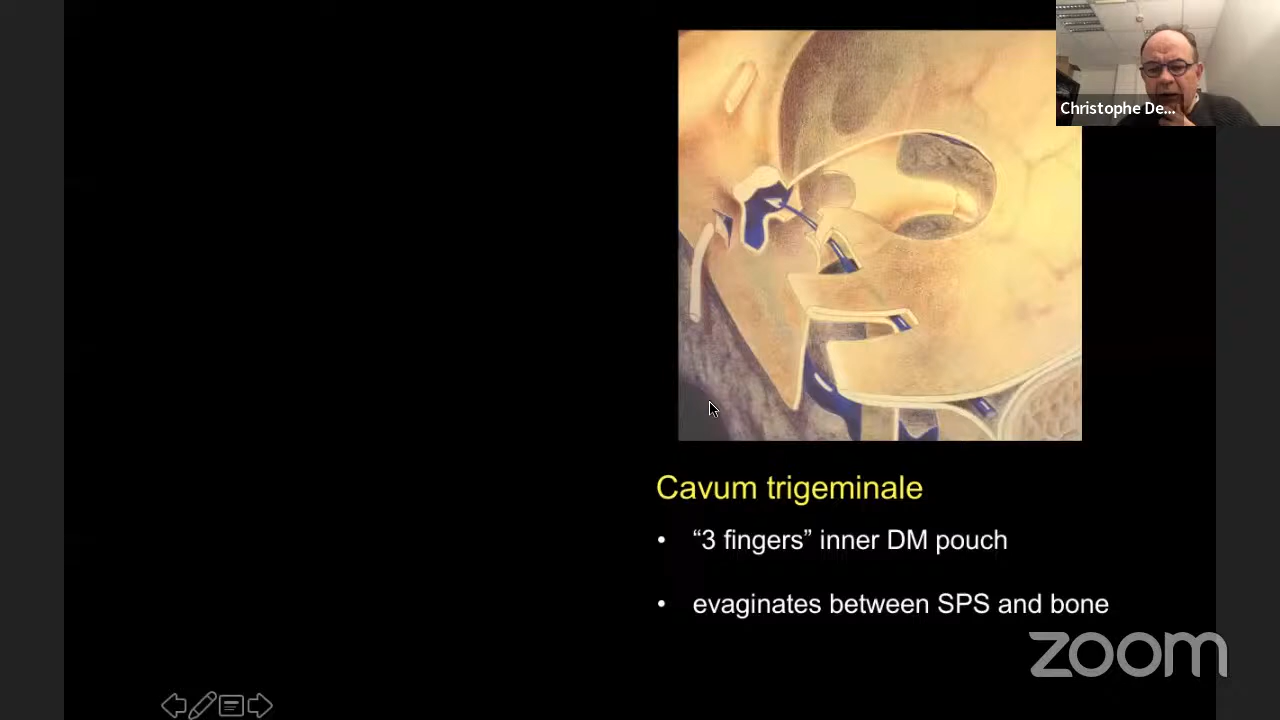 Christophe De...
Cavum trigeminale
• “3 fingers” inner DM pouch
• evaginates between SPS and bone
zoom